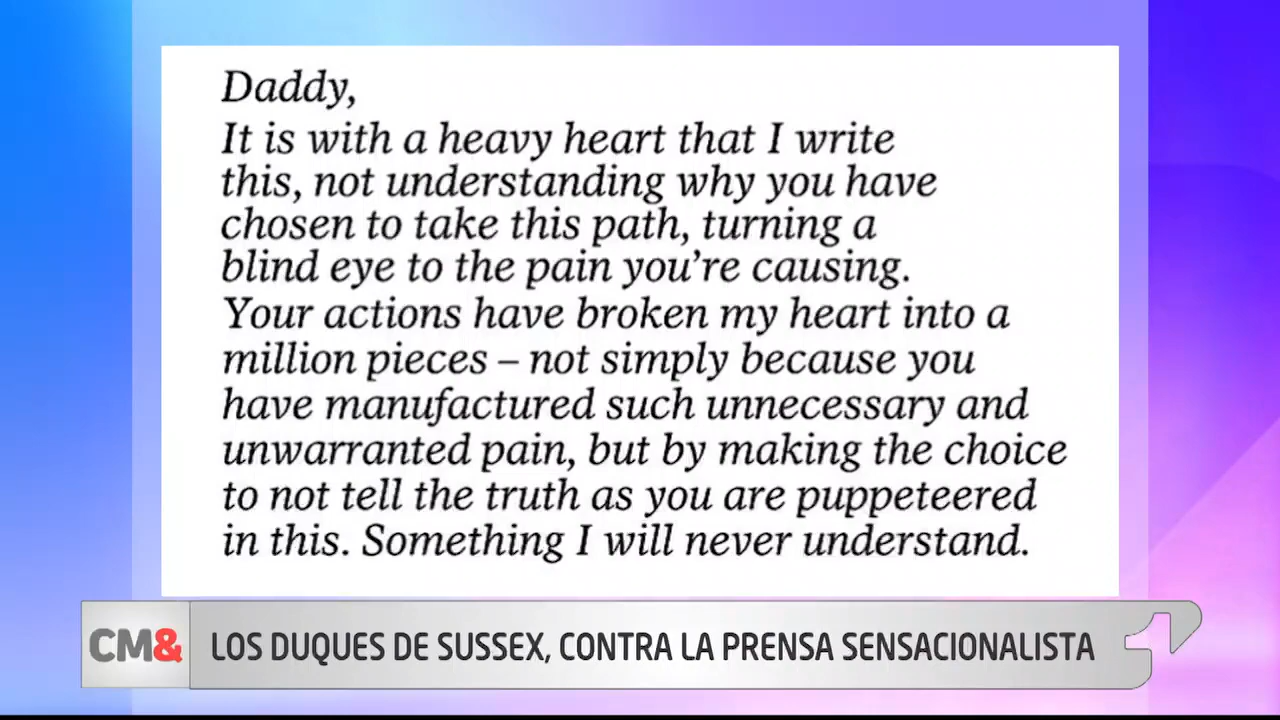 Daddy,
It is with a heavy heart that I write
this, not understanding why you have
chosen to take this path, turning a
blind eye to the pain you're causing.
Your actions have broken my heart into a
million pieces – not simply because you
have manufactured such unnecessary and
unwarranted pain, but by making the choice
to not tell the truth as you are puppeteered
in this. Something I will never understand.
CM& LOS DUQUES DE SUSSEX, CONTRA LA PRENSA SENSACIONALISTA 1